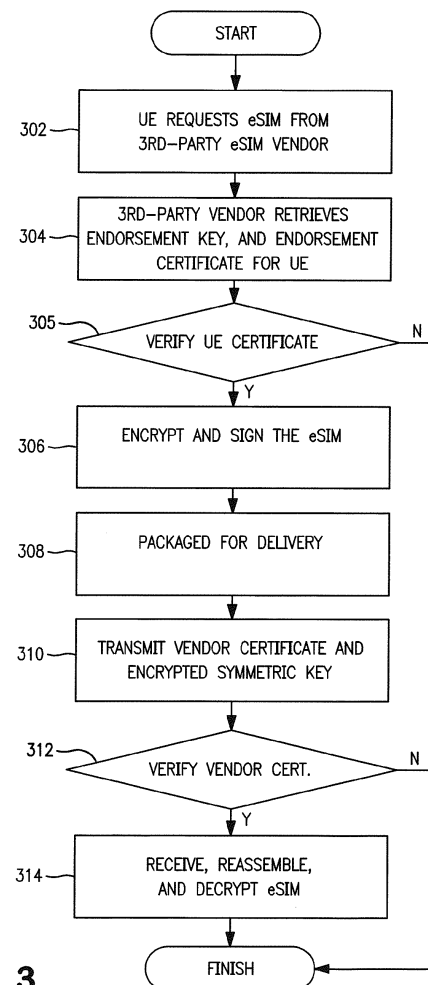 START
302
UE REQUESTS eSIM FROM
3RD-PARTY eSIM VENDOR
304
3RD-PARTY VENDOR RETRIEVES
ENDORSEMENT KEY, AND ENDORSEMENT
CERTIFICATE FOR UE
305
VERIFY UE CERTIFICATE
N
Y
306
ENCRYPT AND SIGN THE eSIM
308
PACKAGED FOR DELIVERY
310
TRANSMIT VENDOR CERTIFICATE AND
ENCRYPTED SYMMETRIC KEY
312
VERIFY VENDOR CERT.
N
Y
314
RECEIVE, REASSEMBLE,
AND DECRYPT eSIM
FINISH
3